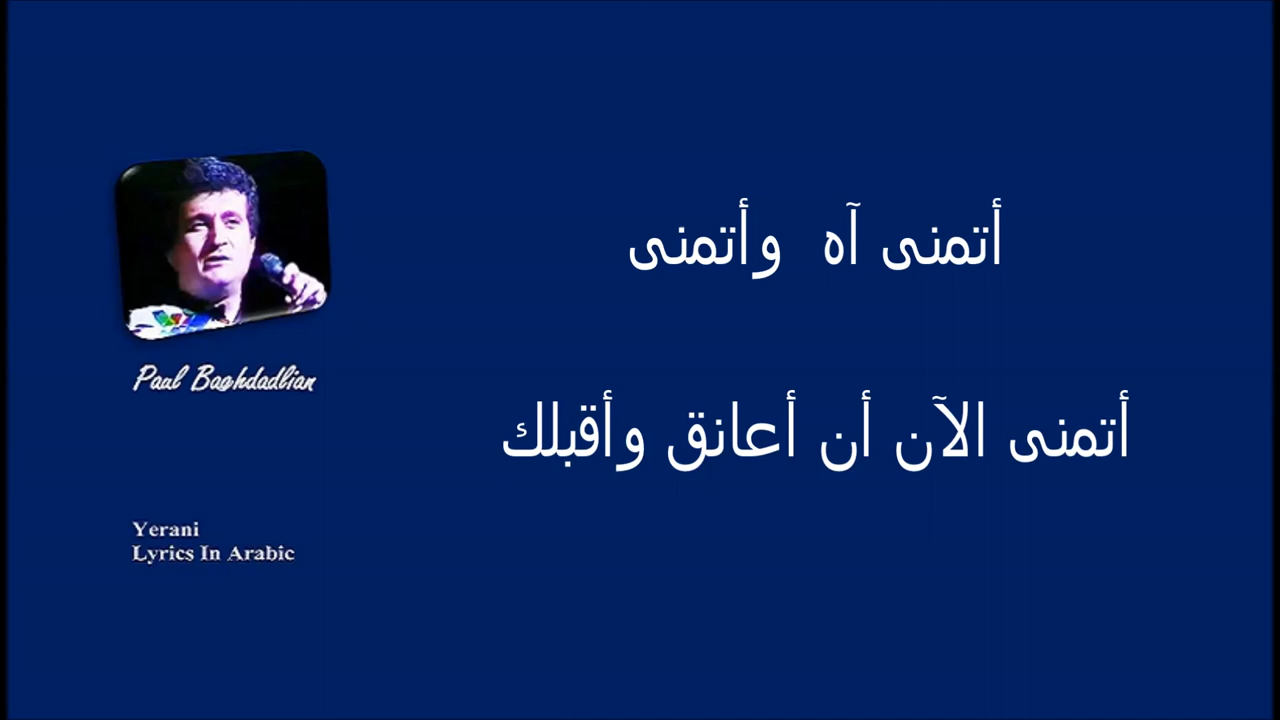 أتمنى آه وأتمنى
أتمنى الآن أن أعانق وأقبلك
Paul Baghdadlian
Yerani
Lyrics In Arabic